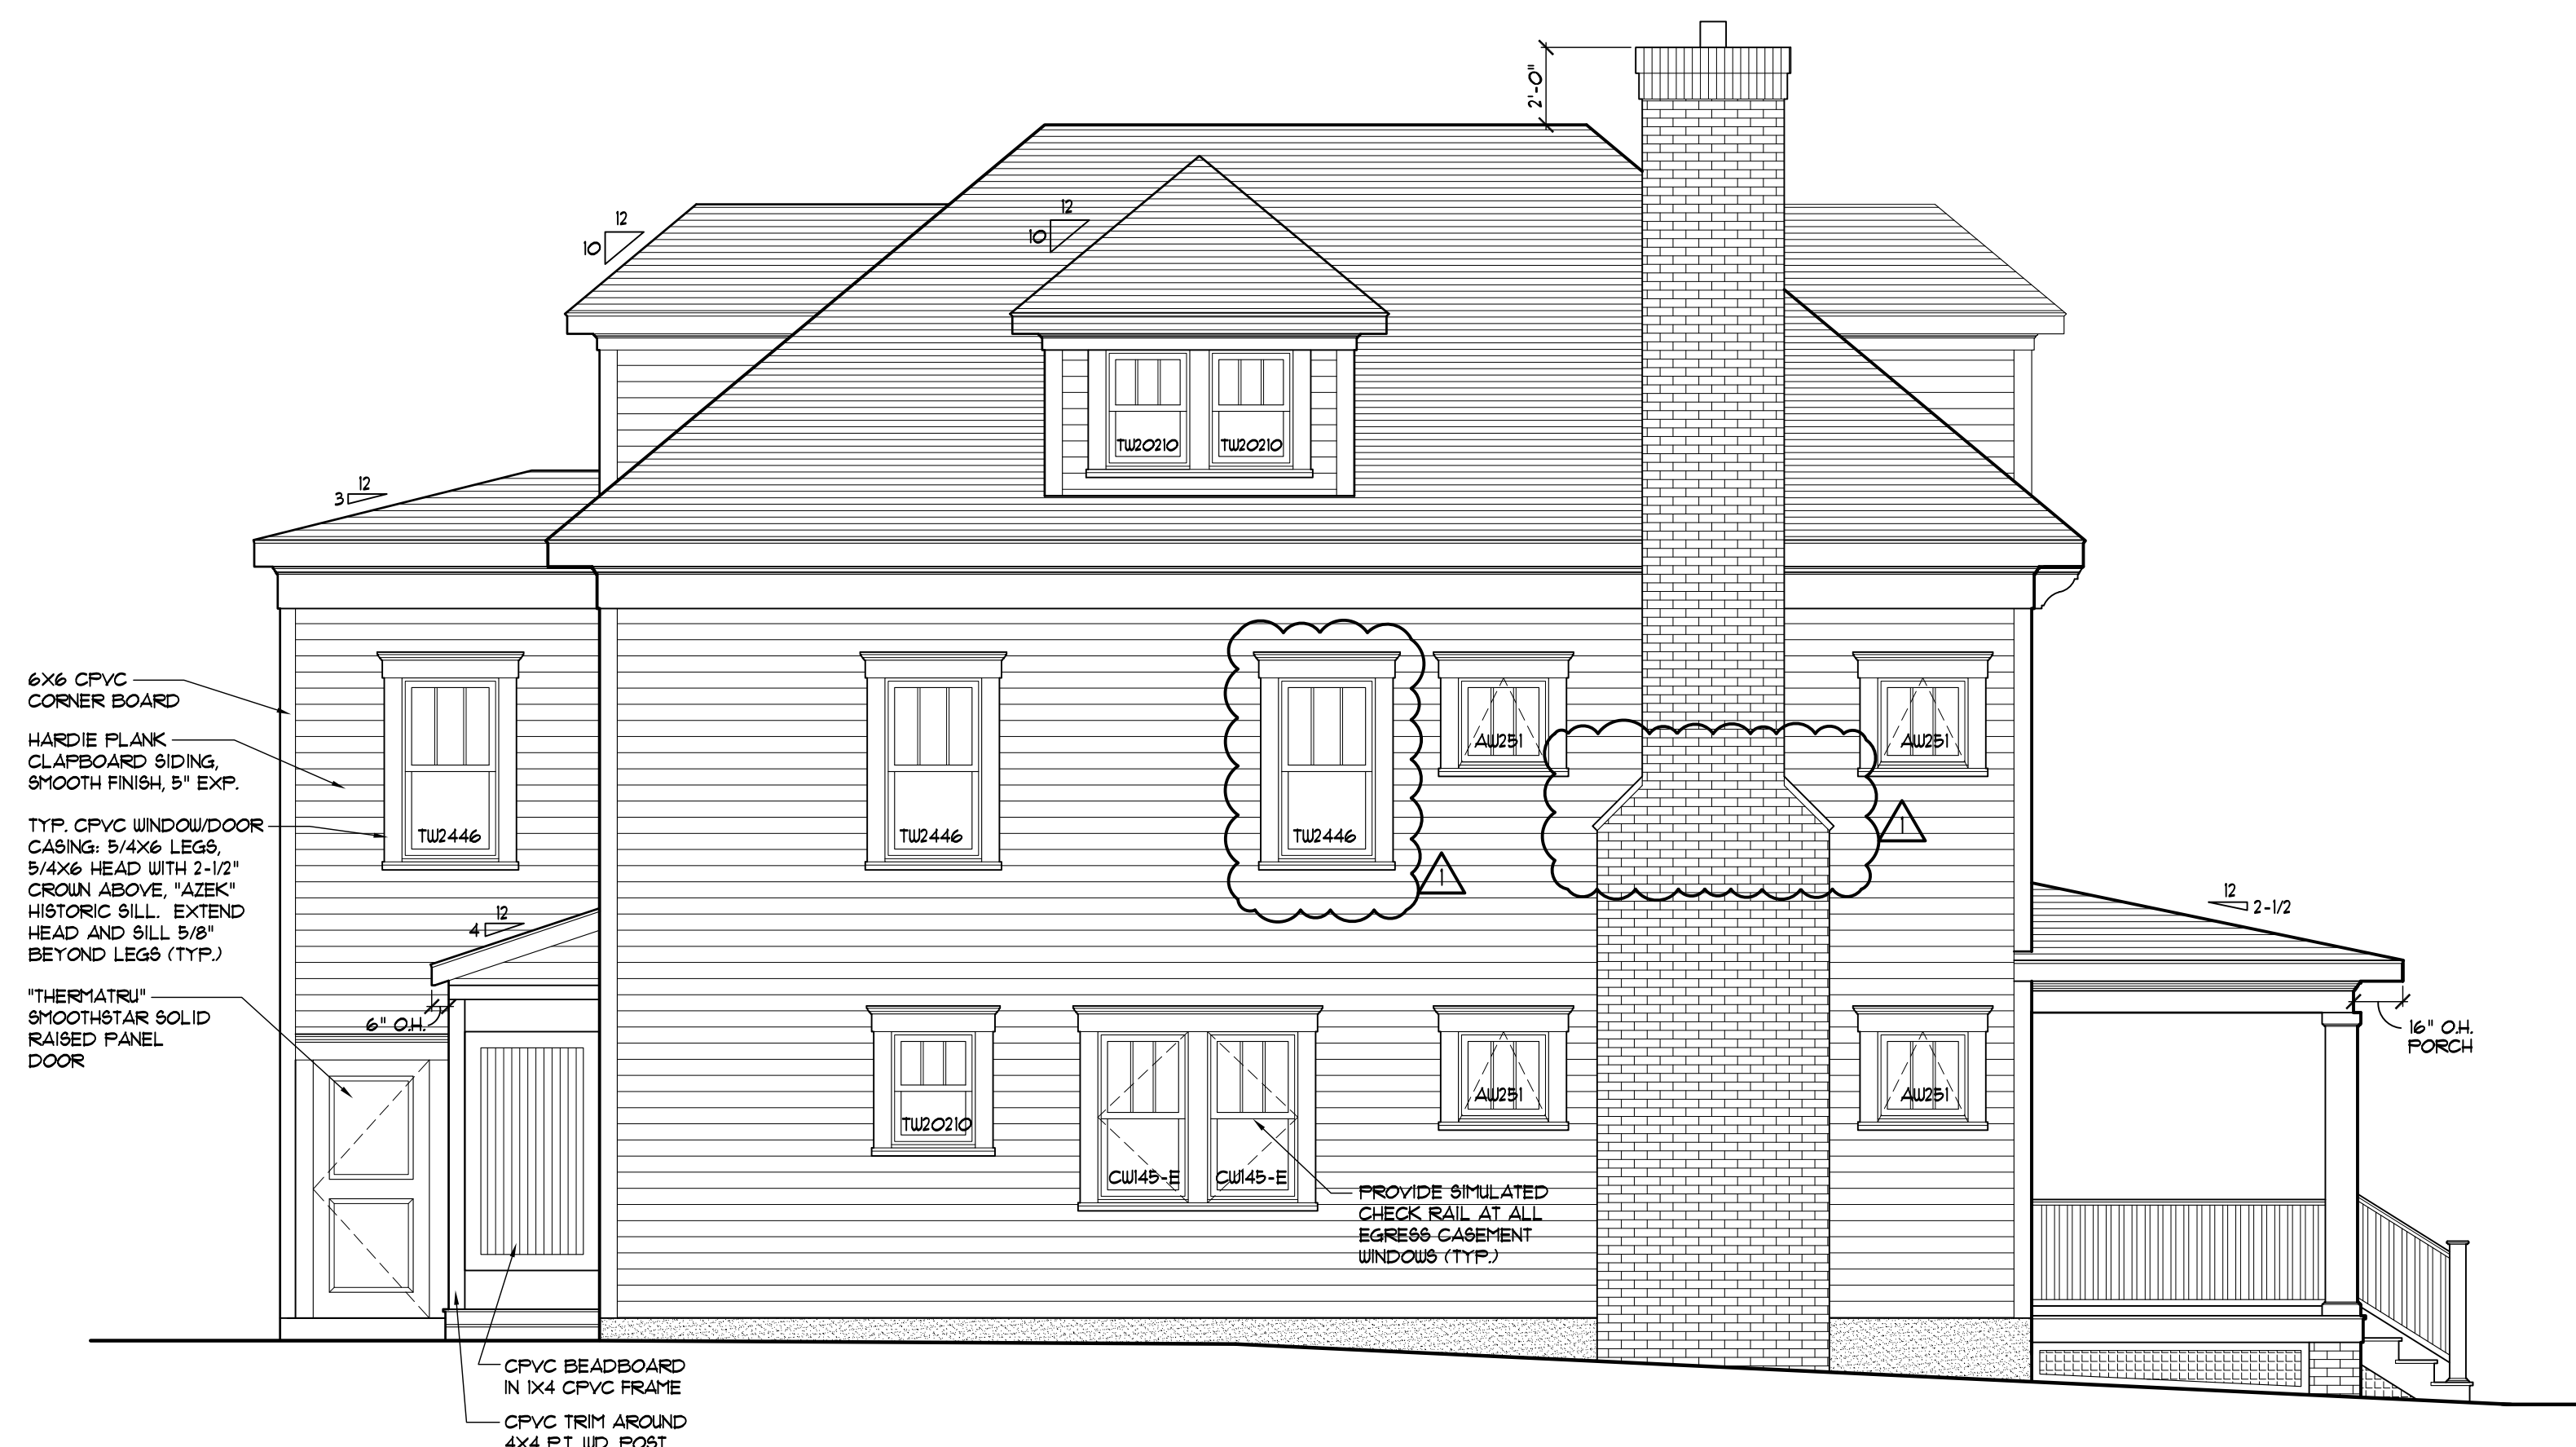 2'-0"
12
10
12
10
TW20210
TW20210
12
3
6X6 CPVC
CORNER BOARD
HARDIE PLANK
CLAPBOARD SIDING,
SMOOTH FINISH, 5" EXP.
TYP. CPVC WINDOW/DOOR
CASING: 5/4X6 LEGS,
5/4X6 HEAD WITH 2-1/2"
CROWN ABOVE, "AZEK"
HISTORIC SILL. EXTEND
HEAD AND SILL 5/8"
BEYOND LEGS (TYP.)
"THERMATRU"
SMOOTHSTAR SOLID
RAISED PANEL
DOOR
TW2446
TW2446
TW2446
AW251
AW251
1
1
12
4
6" O.H.
12
2-1/2
16" O.H.
PORCH
TW20210
CW145-E
CW145-E
AW251
AW251
PROVIDE SIMULATED
CHECK RAIL AT ALL
EGRESS CASEMENT
WINDOWS (TYP.)
CPVC BEADBOARD
IN 1X4 CPVC FRAME
CPVC TRIM AROUND
4X4 P.T. WD. POST